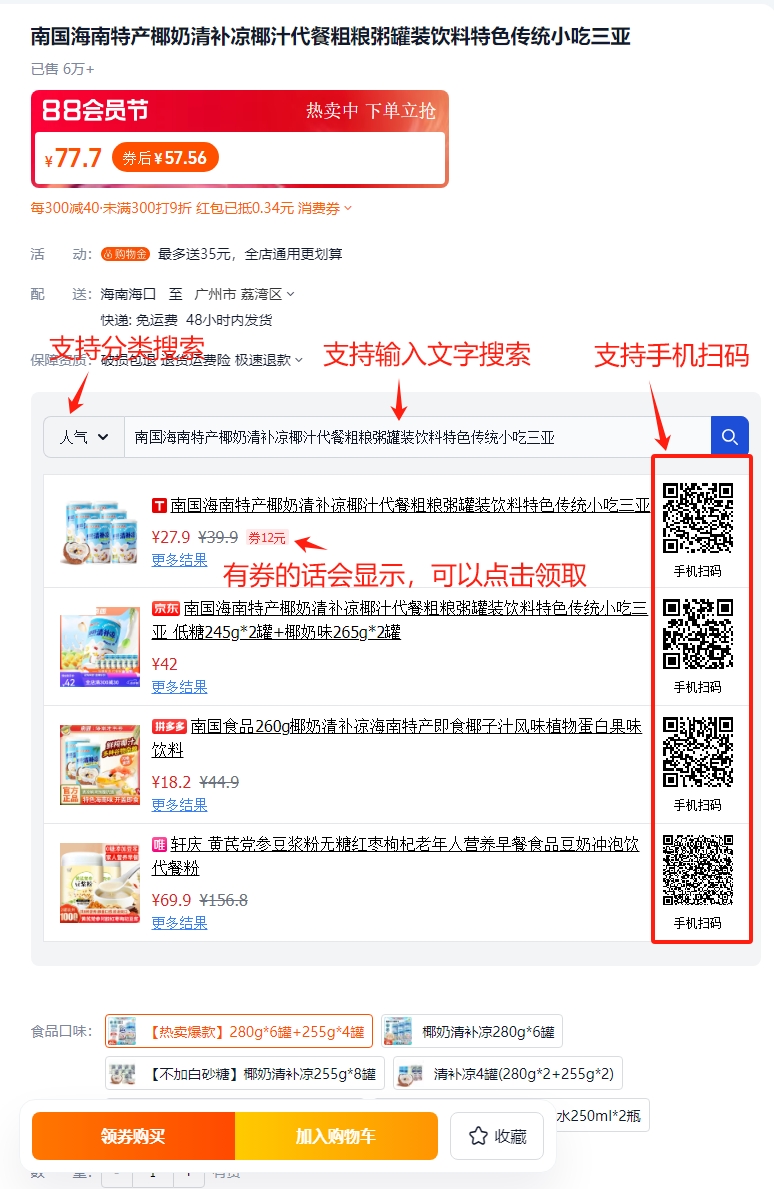 南国海南特产椰奶清补凉椰汁代餐粗粮粥罐装饮料特色传统小吃三亚
已售 6万+
88会员节 热卖中 下单立抢
¥77.7 券后¥57.56
每300减40·未满300打9折 红包已抵0.34元 消费券
活 动： 购物金 最多送35元，全店通用更划算
配 送： 海南海口 至 广州市 荔湾区
快递: 免运费 48小时内发货
支持分类搜索 支持输入文字搜索 支持手机扫码
保障资质： 破损包退 退货运费险 极速退款
人气 南国海南特产椰奶清补凉椰汁代餐粗粮粥罐装饮料特色传统小吃三亚
T 南国海南特产椰奶清补凉椰汁代餐粗粮粥罐装饮料特色传统小吃三亚
¥27.9 ¥39.9 券12元
更多结果
手机扫码
有券的话会显示，可以点击领取
京东 南国海南特产椰奶清补凉椰汁代餐粗粮粥罐装饮料特色传统小吃三
亚 低糖245g*2罐+椰奶味265g*2罐
¥42
更多结果
手机扫码
拼多多 南国食品260g椰奶清补凉海南特产即食椰子汁风味植物蛋白果味
饮料
¥18.2 ¥44.9
更多结果
手机扫码
唯 轩庆 黄芪党参豆浆粉无糖红枣枸杞老年人营养早餐食品豆奶冲泡饮
代餐粉
¥69.9 ¥156.8
更多结果
手机扫码
食品口味： 【热卖爆款】280g*6罐+255g*4罐 椰奶清补凉280g*6罐
【不加白砂糖】椰奶清补凉255g*8罐 清补凉4罐(280g*2+255g*2)
水250ml*2瓶
领券购买 加入购物车 收藏
数 量： - 1 + 有货